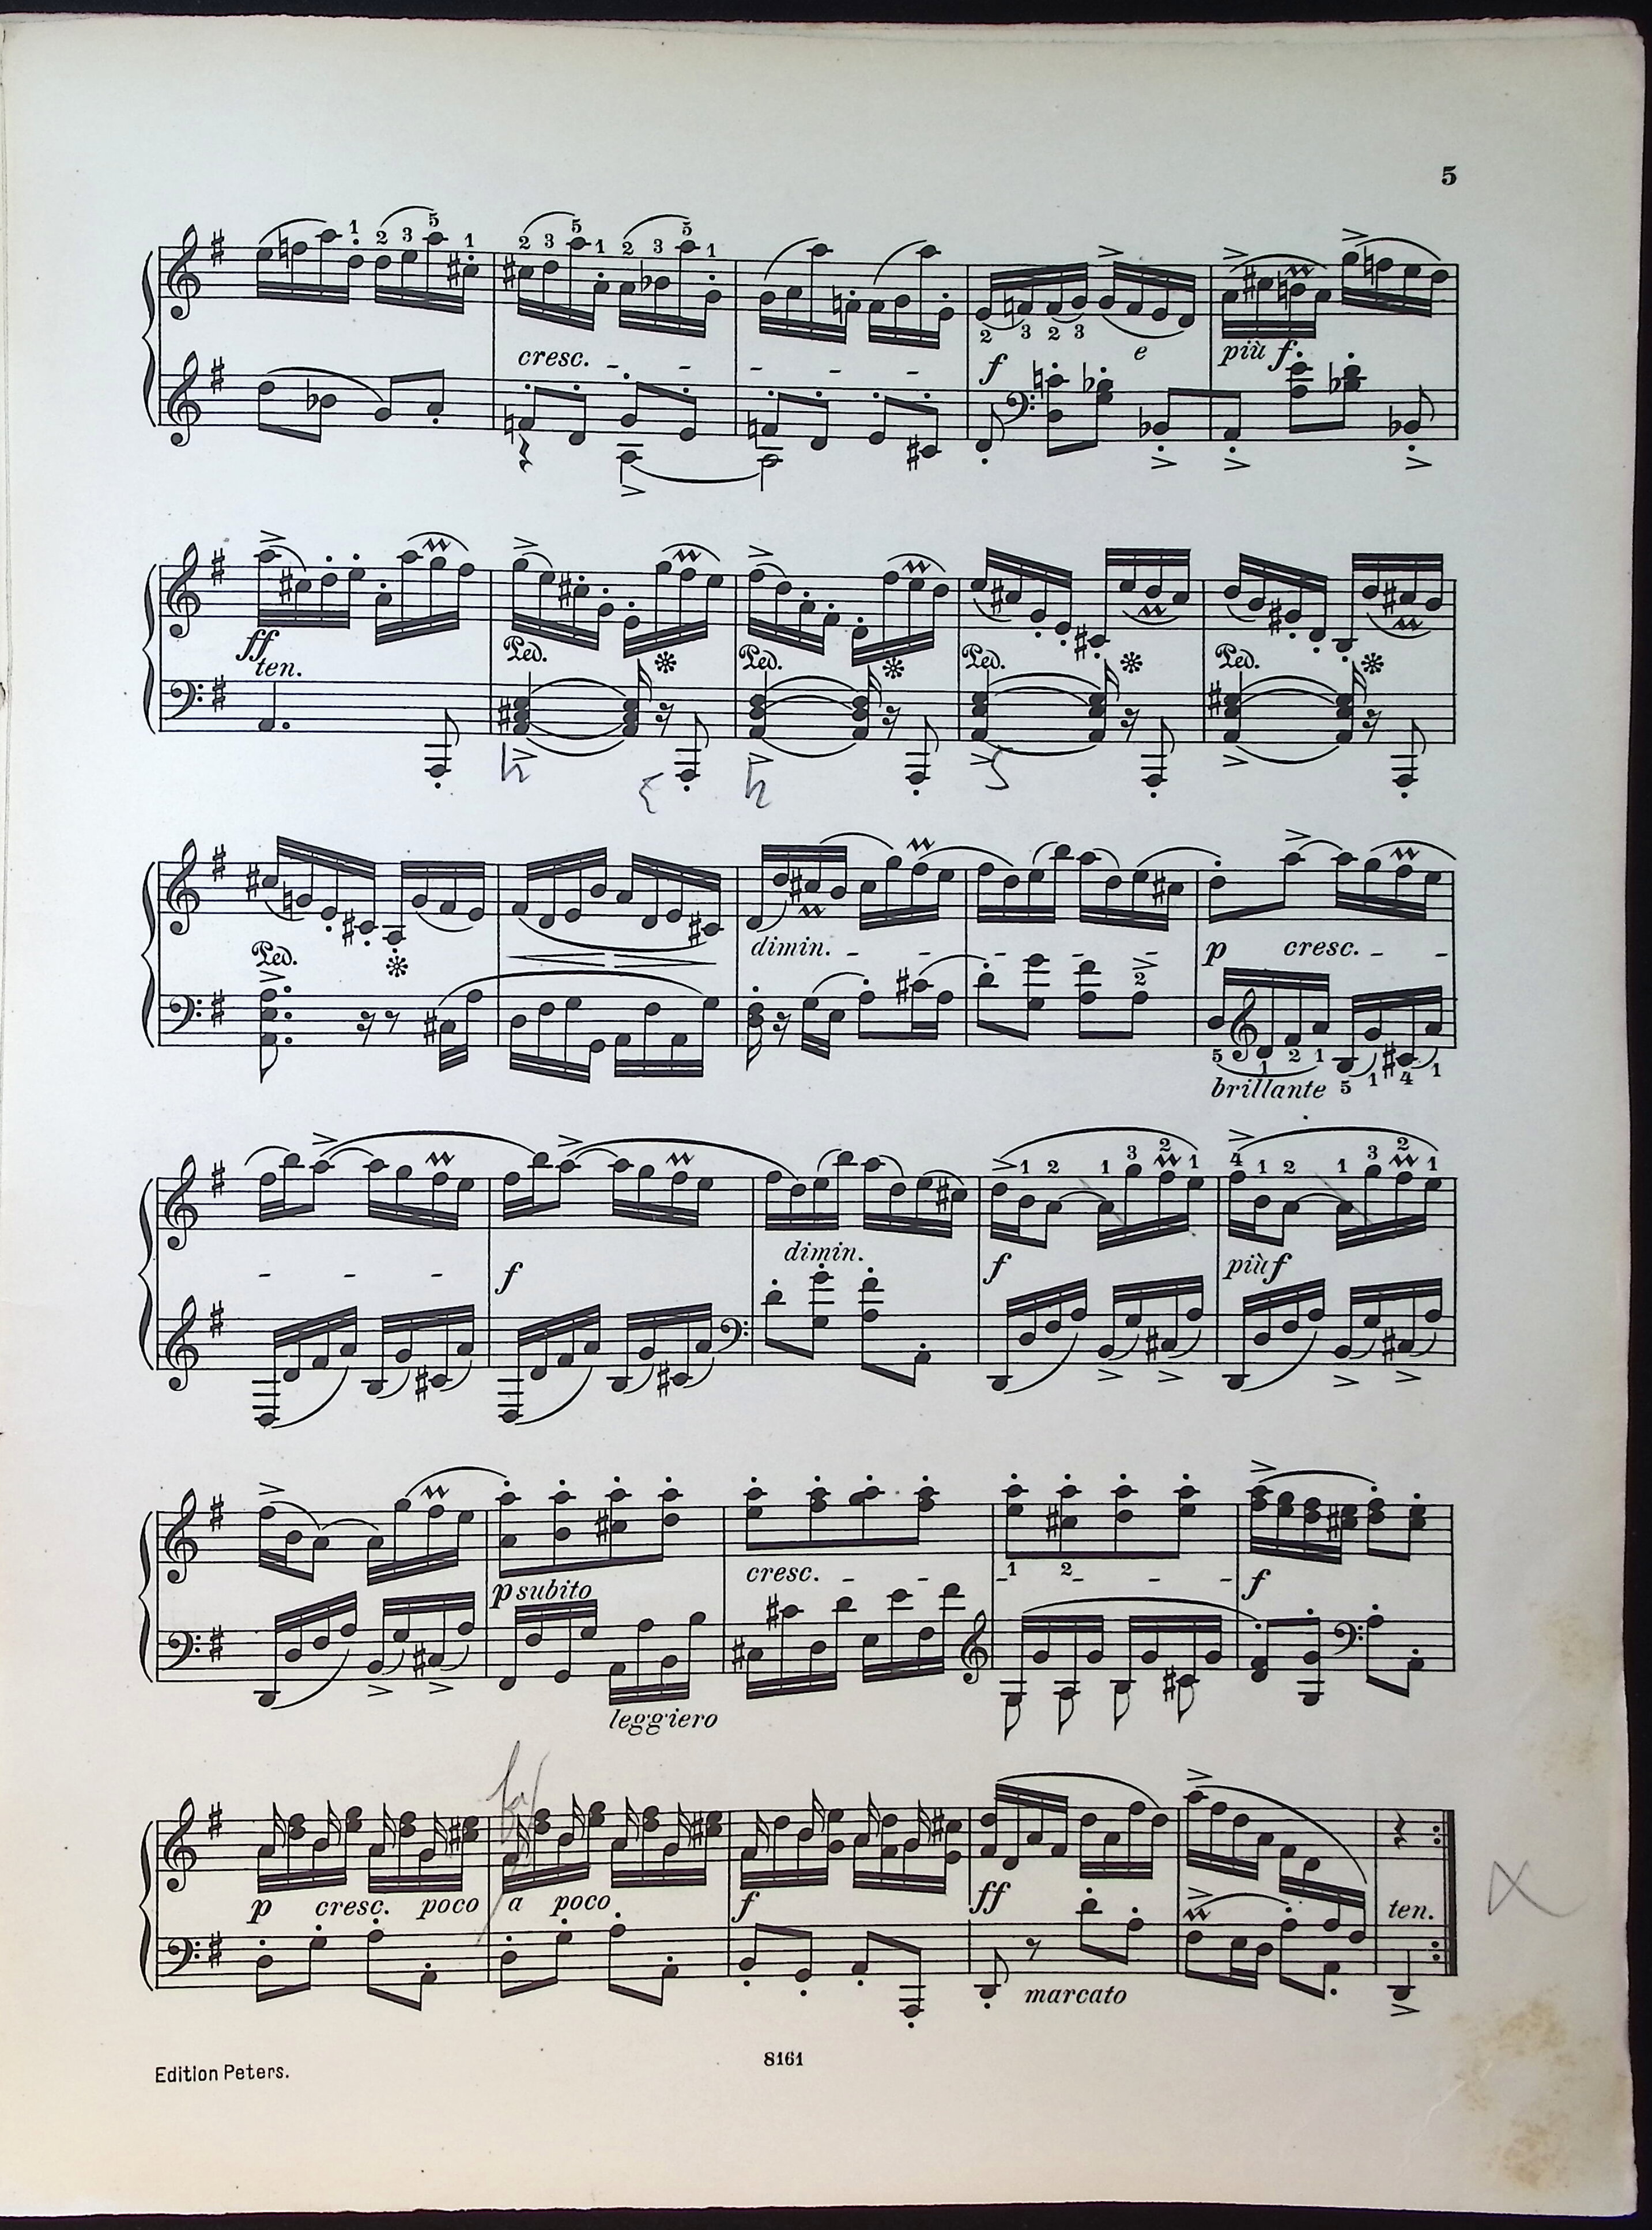 5
1 2 3 5 1 2 3 5 1 2 3 5 1
cresc. - - - - -
2 3 2 3
f e più f
ff
ten.
Ped. Ped. Ped. Ped.
Ped.
dimin. - - - -
p cresc. - -
2
5 1 2 1 5 1 4 1
brillante
1 2 1 3 2 1 4 1 2 1 3 2 1
- - - f dimin. f più f
p subito cresc. - - - - - - f
1 2
leggiero
p cresc. poco a poco f ff ten.
marcato
Edition Peters. 8161